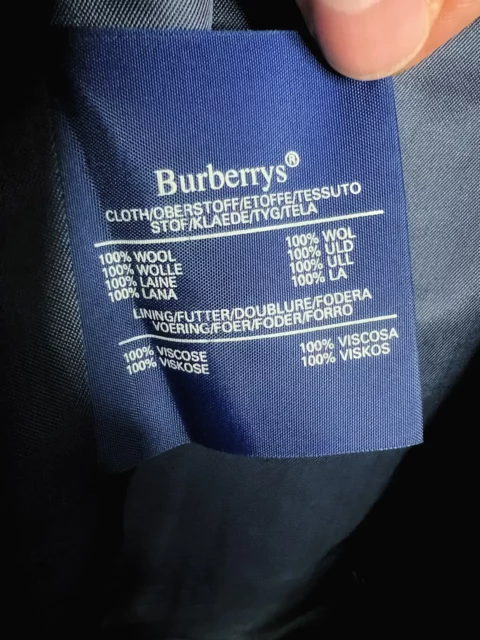 Burberrys®
CLOTH/OBERSTOFF/ETOFFE/TESSUTO
STOF/KLAEDE/TYG/TELA
100% WOOL
100% WOLLE
100% LAINE
100% LANA
100% WOL
100% ULD
100% ULL
100% LA
LINING/FUTTER/DOUBLURE/FODERA
VOERING/FOER/FODER/FORRO
100% VISCOSE
100% VISKOSE
100% VISCOSA
100% VISKOS